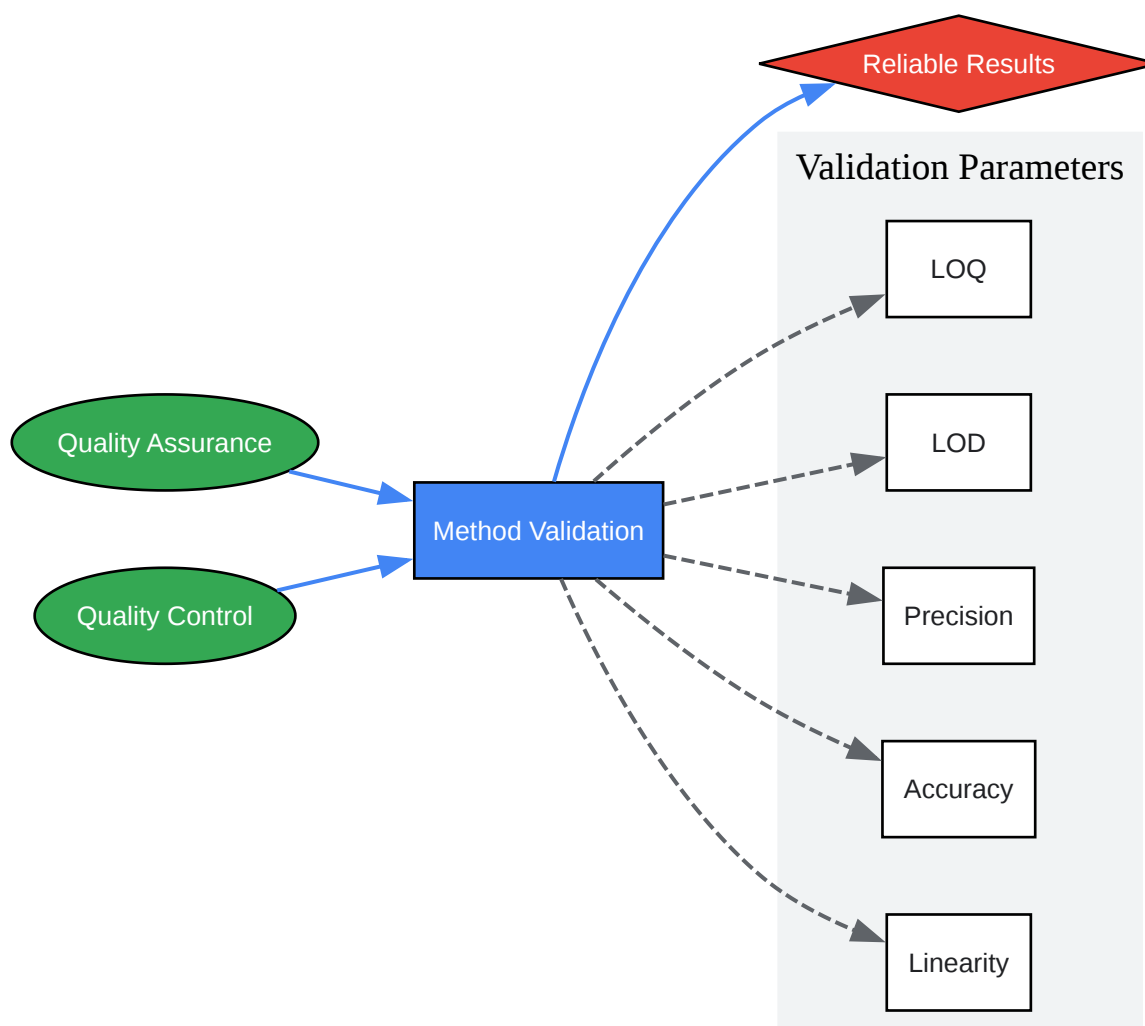 Reliable Results
Validation Parameters
LOQ
Quality Assurance
LOD
Method Validation
Quality Control
Precision
Accuracy
Linearity